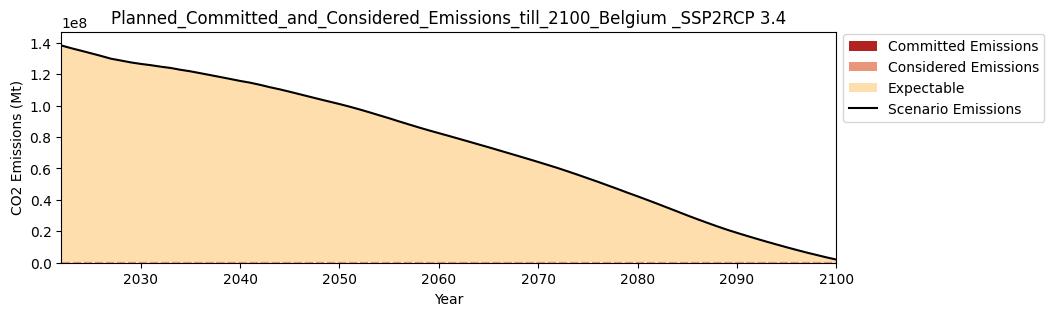 Planned_Committed_and_Considered_Emissions_till_2100_Belgium _SSP2RCP 3.4
1e8
1.4
1.2
1.0
0.8
0.6
0.4
0.2
0.0
CO2 Emissions (Mt)
2030 2040 2050 2060 2070 2080 2090 2100
Year
Committed Emissions
Considered Emissions
Expectable
Scenario Emissions